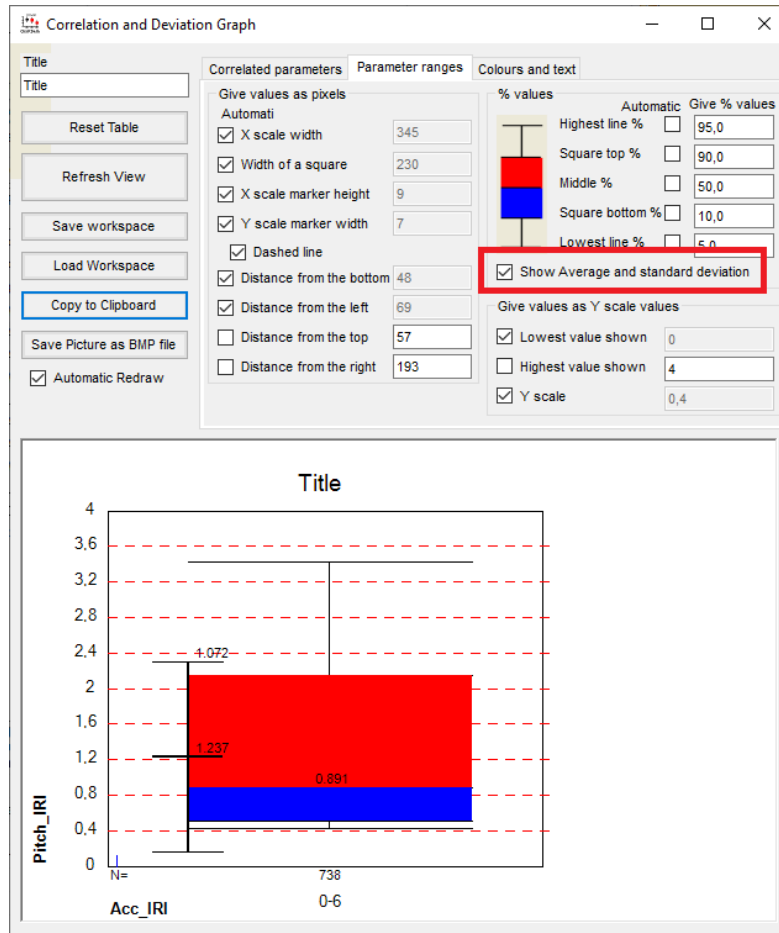 Correlation and Deviation Graph
Title
Title
Reset Table
Refresh View
Save workspace
Load Workspace
Copy to Clipboard
Save Picture as BMP file
Automatic Redraw
Correlated parameters Parameter ranges Colours and text
Give values as pixels
Automati
X scale width 345
Width of a square 230
X scale marker height 9
Y scale marker width 7
Dashed line
Distance from the bottom 48
Distance from the left 69
Distance from the top 57
Distance from the right 193
% values
Automatic Give % values
Highest line % 95,0
Square top % 90,0
Middle % 50,0
Square bottom % 10,0
Lowest line % 5,0
Show Average and standard deviation
Give values as Y scale values
Lowest value shown 0
Highest value shown 4
Y scale 0,4
Title
4
3,6
3,2
2,8
2,4
1.072
2
1,6
1.237
1,2
0.891
0,8
0,4
0
Pitch_IRI
N= 738
0-6
Acc_IRI